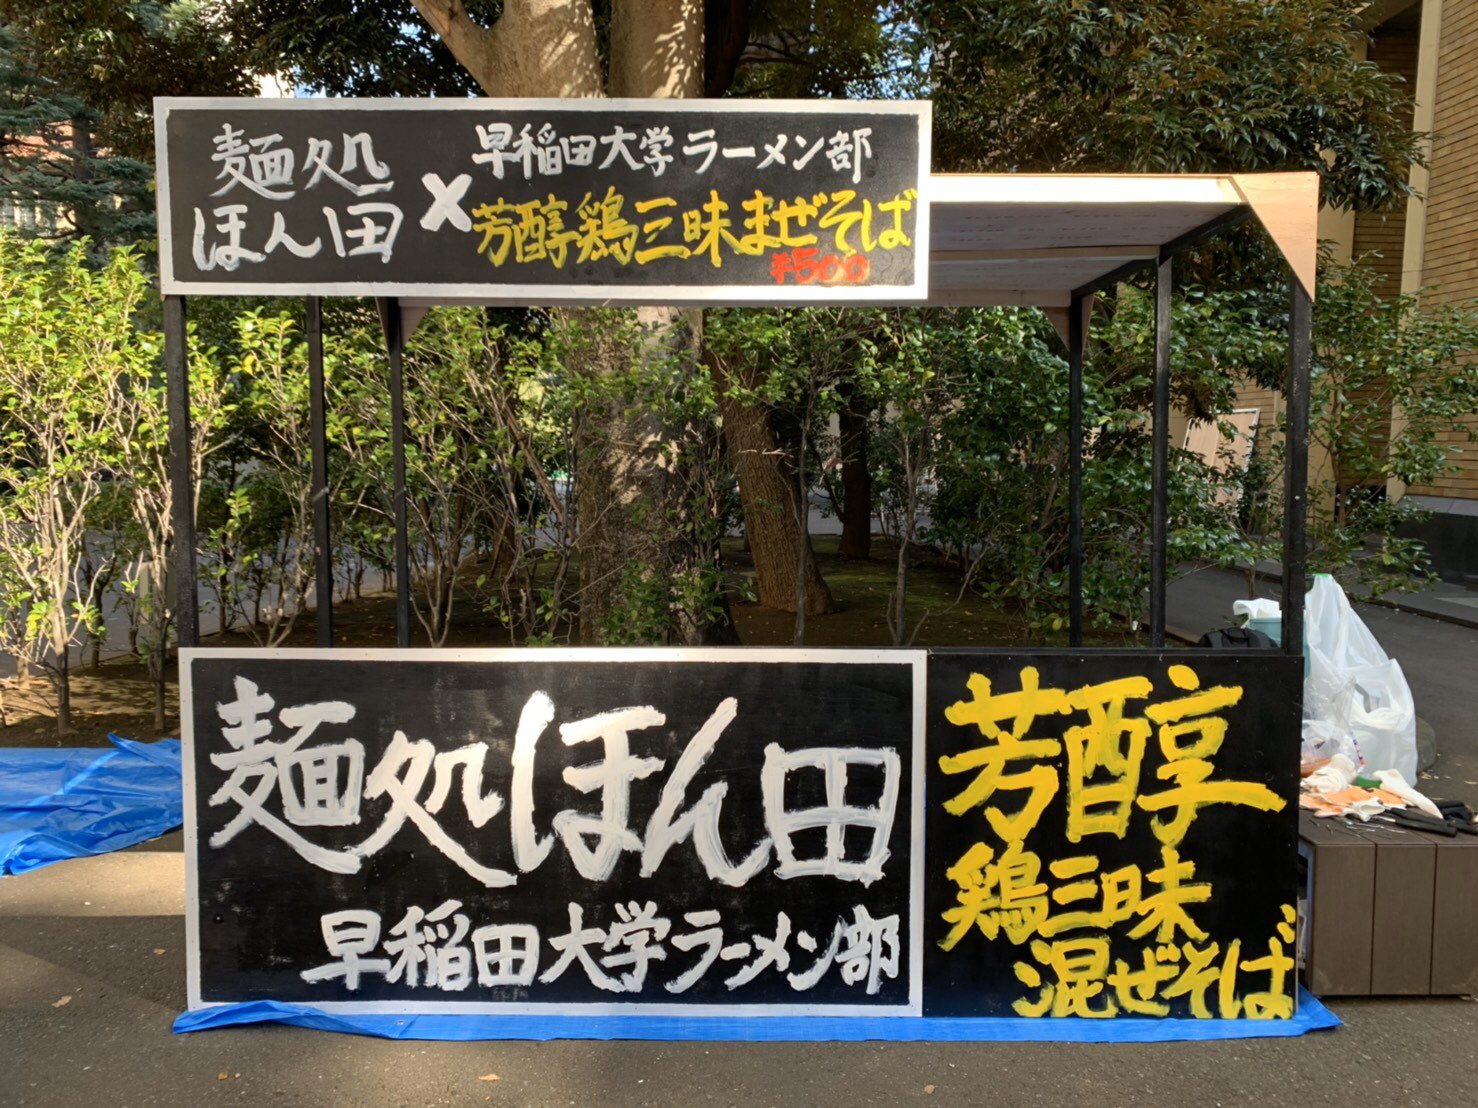 麺処
ほん田
×
早稲田大学ラーメン部
芳醇鶏三昧まぜそば
¥500
麺処ほん田
早稲田大学ラーメン部
芳醇
鶏三昧
混ぜそば